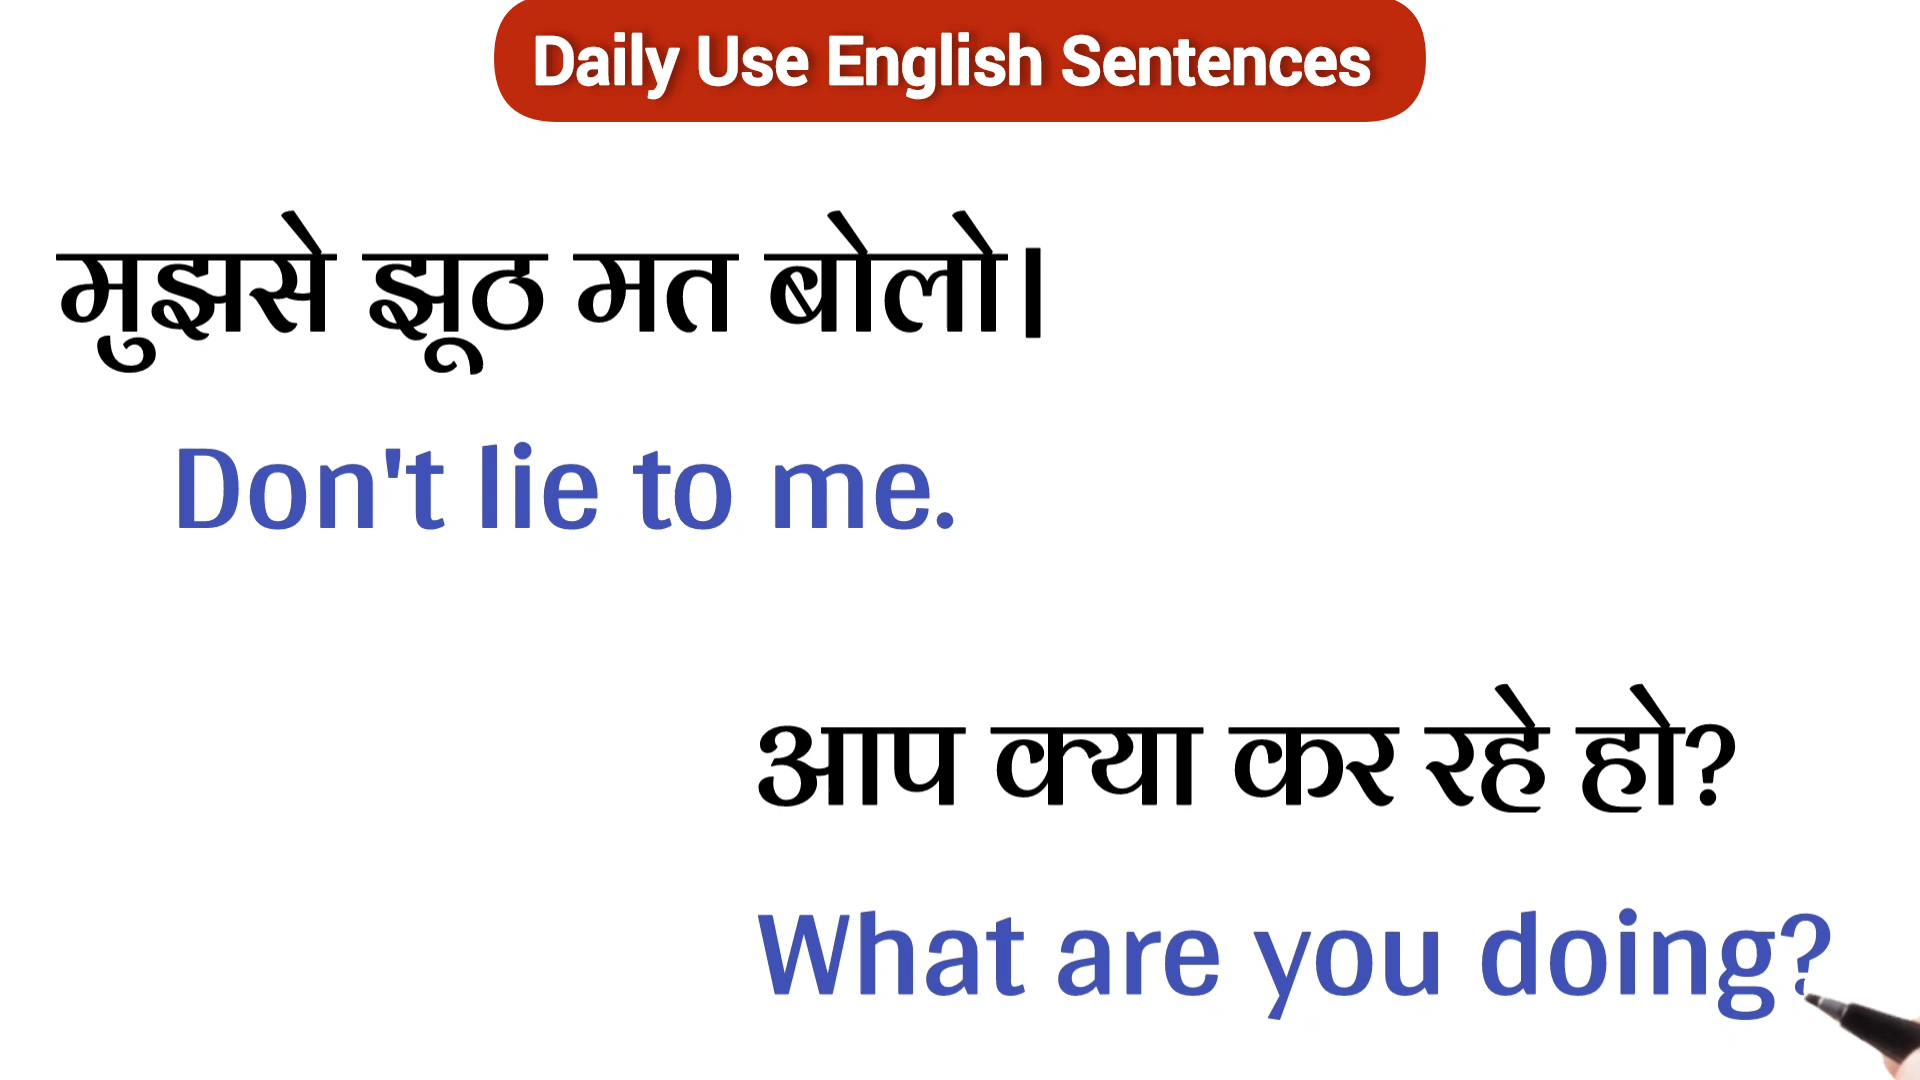 Daily Use English Sentences
मुझसे झूठ मत बोलो।
Don't lie to me.
आप क्या कर रहे हो?
What are you doing?